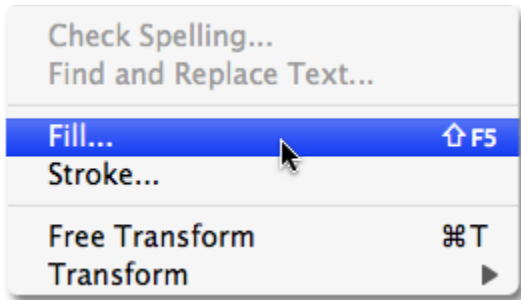 Check Spelling...
Find and Replace Text...
Fill... ⇧F5
Stroke...
Free Transform ⌘T
Transform ▶